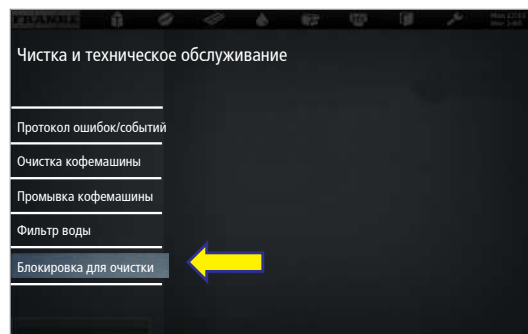 FRANKE
Чистка и техническое обслуживание
Протокол ошибок/событий
Очистка кофемашины
Промывка кофемашины
Фильтр воды
Блокировка для очистки